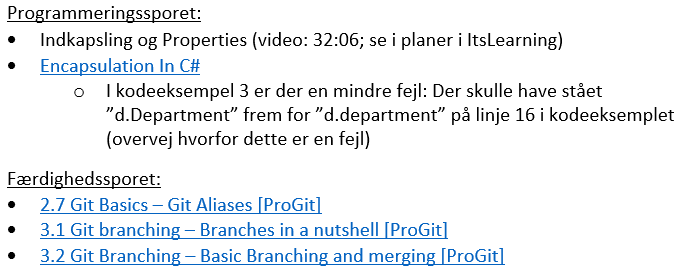 Programmeringssporet:
• Indkapsling og Properties (video: 32:06; se i planer i ItsLearning)
• Encapsulation In C#
o I kodeeksempel 3 er der en mindre fejl: Der skulle have stået
”d.Department” frem for ”d.department” på linje 16 i kodeeksemplet
(overvej hvorfor dette er en fejl)
Færdighedssporet:
• 2.7 Git Basics – Git Aliases [ProGit]
• 3.1 Git branching – Branches in a nutshell [ProGit]
• 3.2 Git Branching – Basic Branching and merging [ProGit]